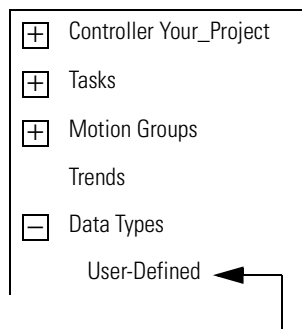 Controller Your_Project
Tasks
Motion Groups
Trends
Data Types
User-Defined